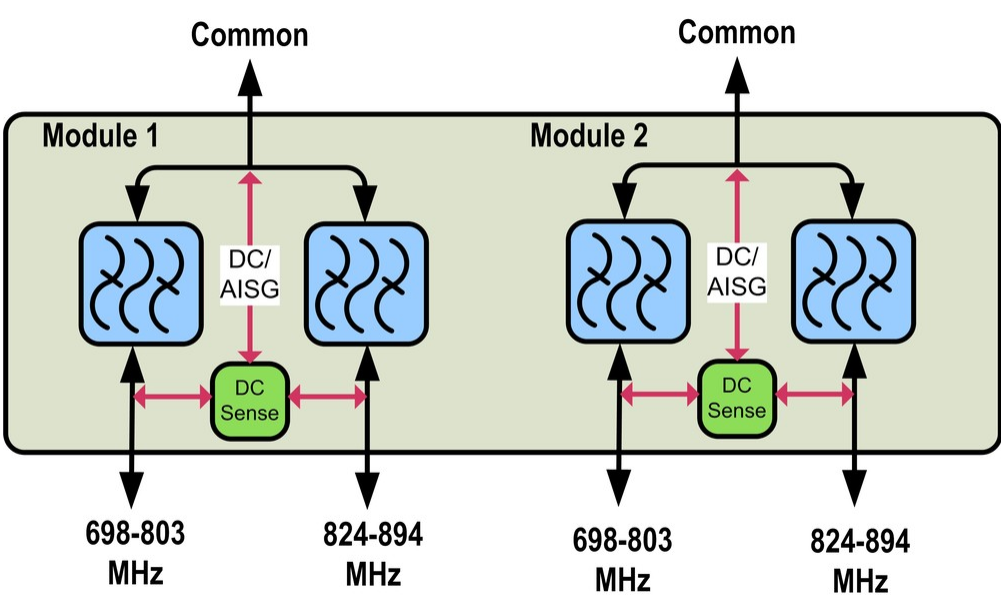 Common
Common
Module 1
Module 2
DC/
AISG
DC/
AISG
DC
Sense
DC
Sense
698-803
MHz
824-894
MHz
698-803
MHz
824-894
MHz